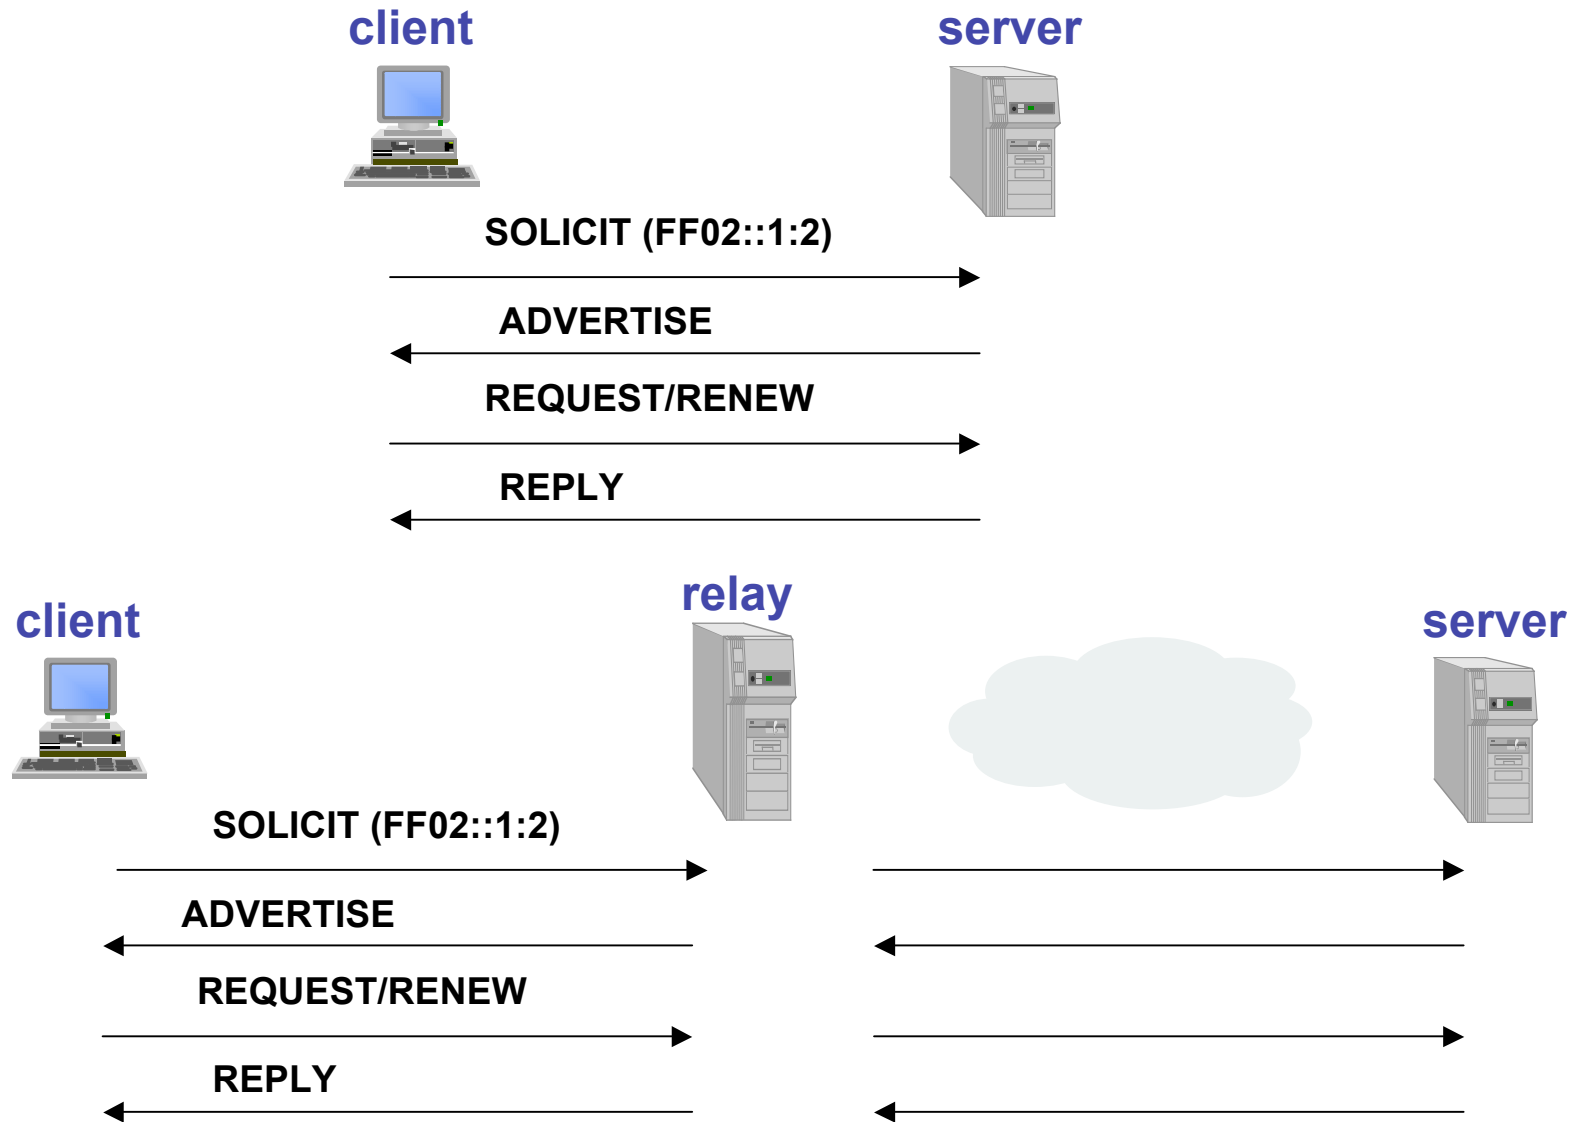 client
server
SOLICIT (FF02::1:2)
ADVERTISE
REQUEST/RENEW
REPLY
client
relay
server
SOLICIT (FF02::1:2)
ADVERTISE
REQUEST/RENEW
REPLY